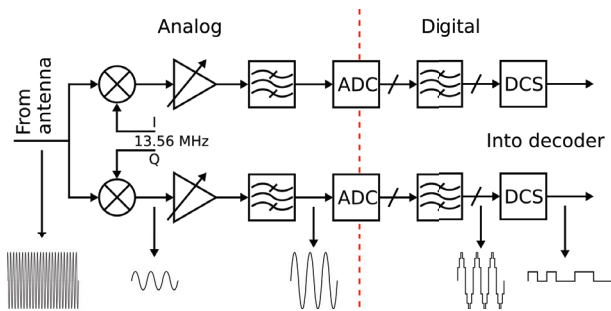 Analog
Digital
From
antenna
ADC
DCS
I
13.56 MHz
Q
Into decoder
ADC
DCS